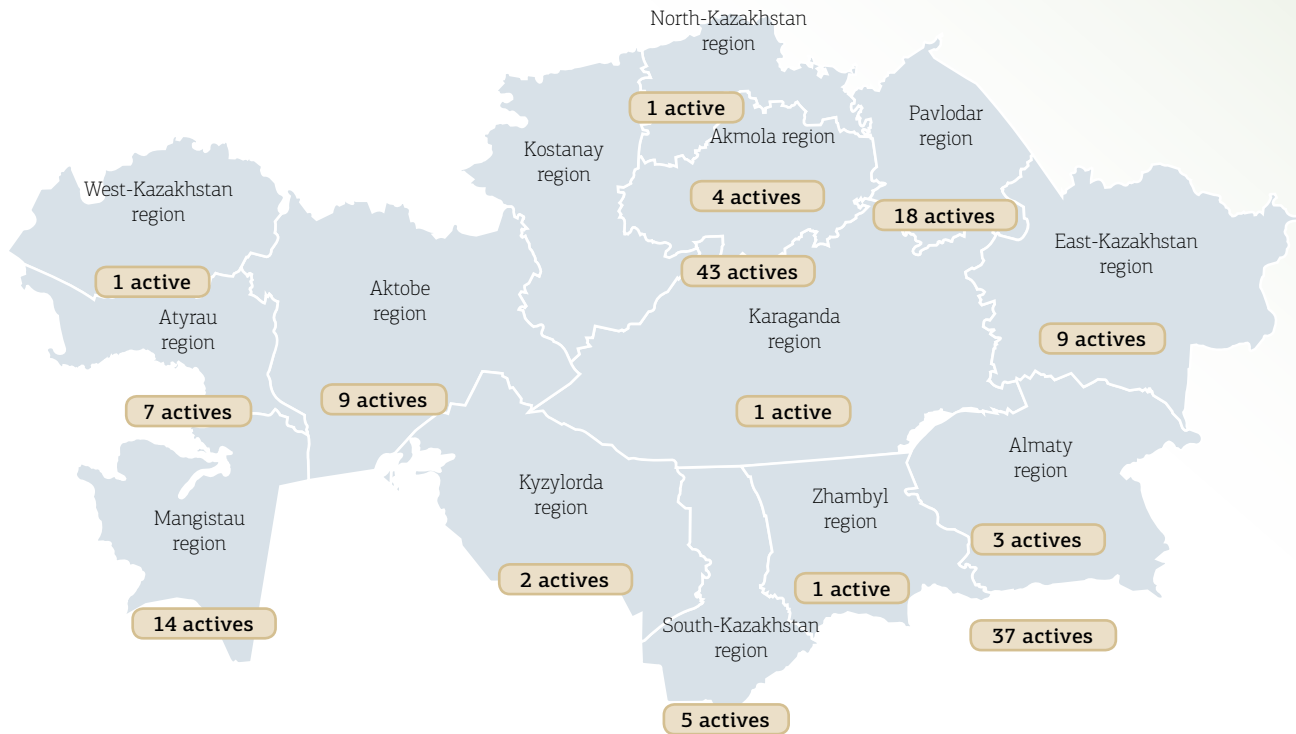 North-Kazakhstan
region
1 active
Pavlodar
region
Akmola region
Kostanay
region
4 actives
18 actives
West-Kazakhstan
region
East-Kazakhstan
region
43 actives
1 active
Aktobe
region
Atyrau
region
Karaganda
region
9 actives
7 actives
9 actives
1 active
Almaty
region
Kyzylorda
region
Zhambyl
region
Mangistau
region
3 actives
2 actives
1 active
14 actives
South-Kazakhstan
region
37 actives
5 actives